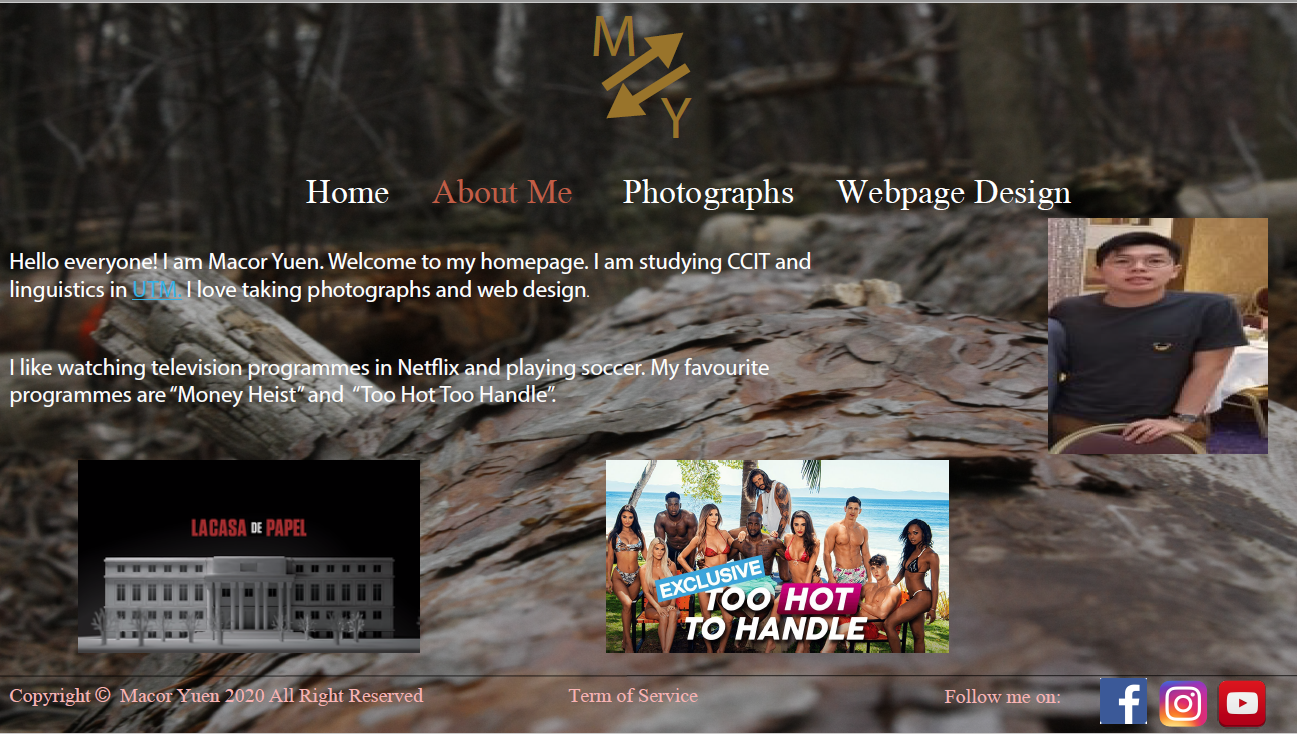 M
Y
Home About Me Photographs Webpage Design
Hello everyone! I am Macor Yuen. Welcome to my homepage. I am studying CCIT and
linguistics in UTM. I love taking photographs and web design.
I like watching television programmes in Netflix and playing soccer. My favourite
programmes are “Money Heist” and “Too Hot Too Handle”.
LA CASA DE PAPEL
EXCLUSIVE
TOO HOT
TO HANDLE
Copyright © Macor Yuen 2020 All Right Reserved Term of Service Follow me on:
f